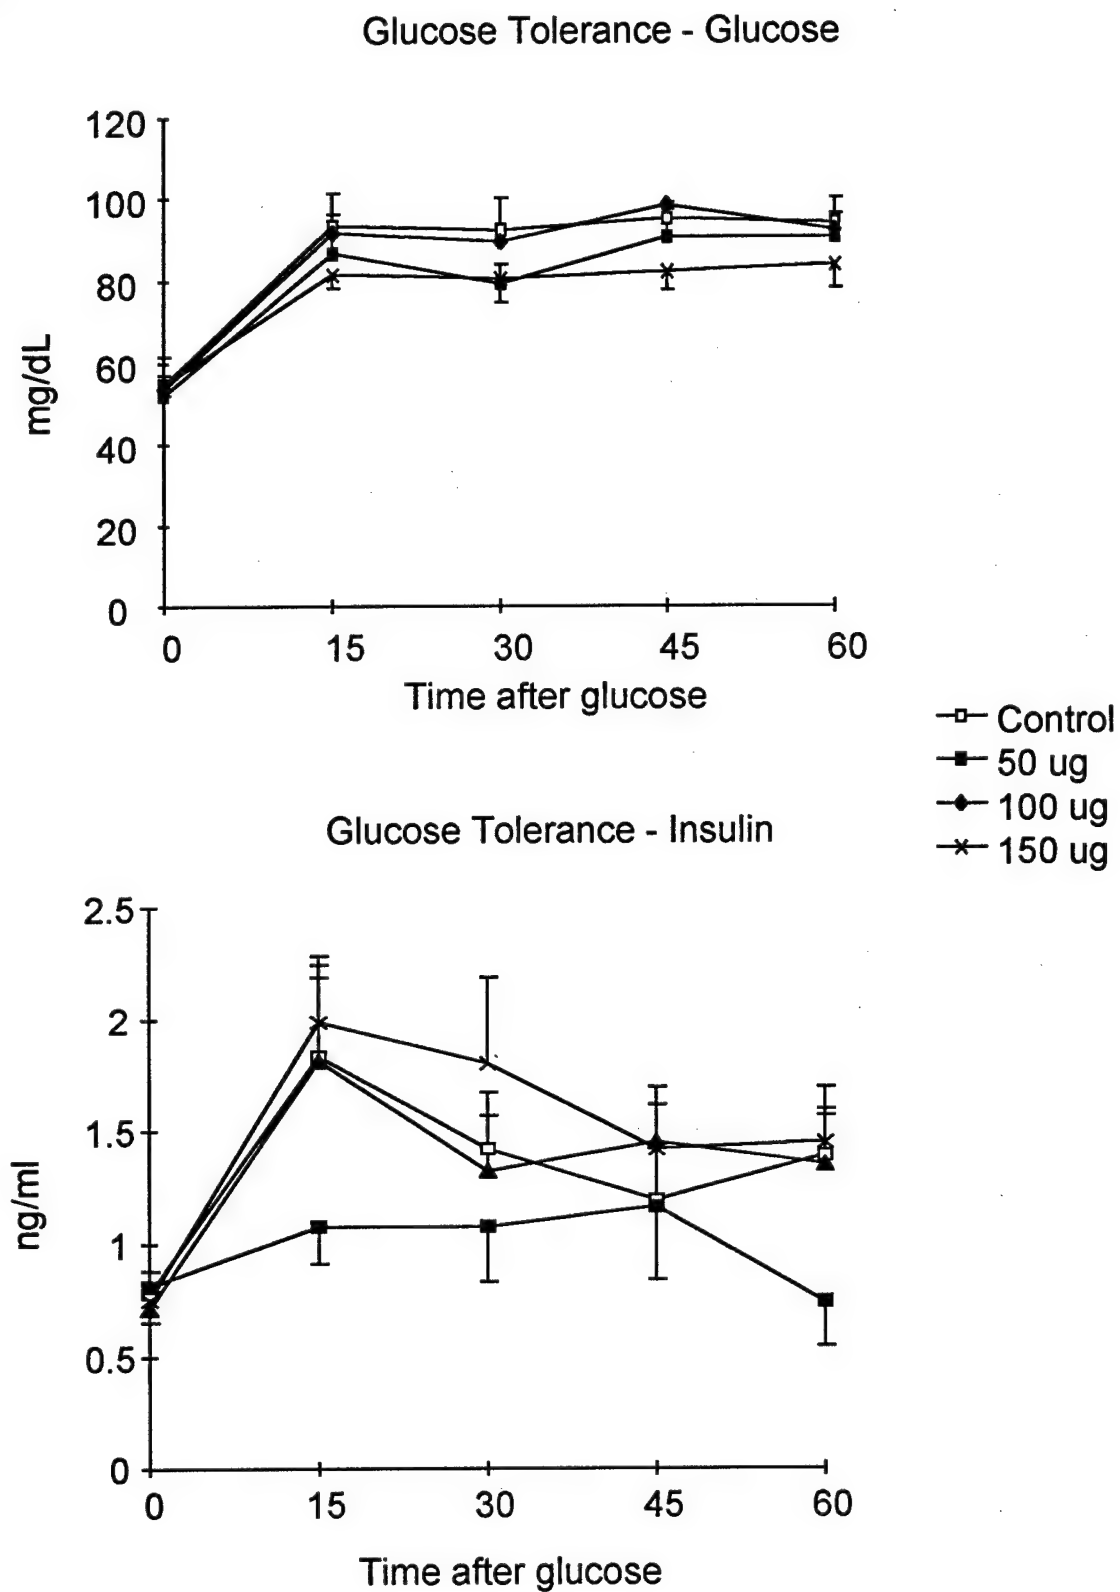 Glucose Tolerance - Glucose
120
100
80
60
40
20
0
mg/dL
0 15 30 45 60
Time after glucose
Control
50 ug
100 ug
150 ug
Glucose Tolerance - Insulin
2.5
2
1.5
1
0.5
0
ng/ml
0 15 30 45 60
Time after glucose